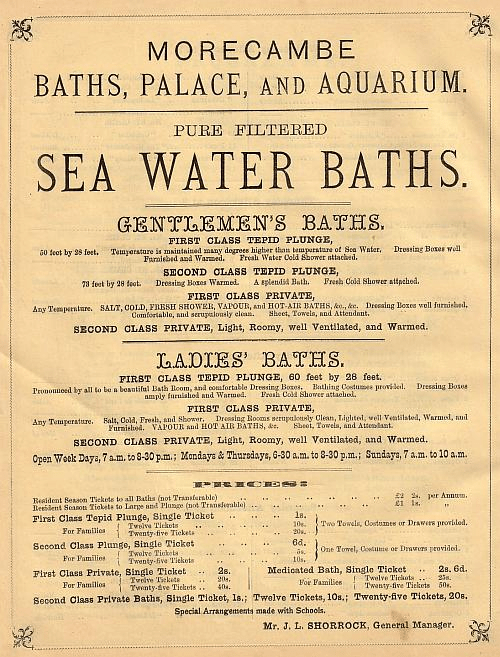 MORECAMBE
BATHS, PALACE, AND AQUARIUM.
PURE FILTERED
SEA WATER BATHS.
GENTLEMEN'S BATHS.
FIRST CLASS TEPID PLUNGE,
50 feet by 28 feet. Temperature is maintained many degrees higher than temperature of Sea Water. Dressing Boxes well
Furnished and Warmed. Fresh Water Cold Shower attached.
SECOND CLASS TEPID PLUNGE,
73 feet by 28 feet. Dressing Boxes Warmed. A splendid Bath. Fresh Cold Shower attached.
FIRST CLASS PRIVATE,
Any Temperature. SALT, COLD, FRESH SHOWER, VAPOUR, and HOT-AIR BATHS, &c., &c. Dressing Boxes well furnished,
Comfortable, and scrupulously clean. Sheet, Towels, and Attendant.
SECOND CLASS PRIVATE, Light, Roomy, well Ventilated, and Warmed.
LADIES' BATHS.
FIRST CLASS TEPID PLUNGE, 60 feet by 28 feet.
Pronounced by all to be a beautiful Bath Room, and comfortable Dressing Boxes. Bathing Costumes provided. Dressing Boxes
amply furnished and Warmed. Fresh Cold Shower attached.
FIRST CLASS PRIVATE,
Any Temperature. Salt, Cold, Fresh, and Shower. Dressing Rooms scrupulously Clean, Lighted, well Ventilated, Warmed, and
Furnished. VAPOUR and HOT AIR BATHS, &c. Sheet, Towels, and Attendant.
SECOND CLASS PRIVATE, Light, Roomy, well Ventilated, and Warmed.
Open Week Days, 7 a.m. to 8-30 p.m.; Mondays & Thursdays, 6-30 a.m. to 8-30 p.m.; Sundays, 7 a.m. to 10 a.m.
PRICES:
Resident Season Tickets to all Baths (not Transferable) .. .. .. £2 2s. per Annum.
Resident Season Tickets to Large and Plunge (not Transferable) .. .. .. £1 1s. "
First Class Tepid Plunge, Single Ticket .. .. .. 1s.
For Families { Twelve Tickets .. .. .. 10s. } Two Towels, Costumes or Drawers provided.
Twenty-five Tickets .. .. 20s.
Second Class Plunge, Single Ticket .. .. 6d.
For Families { Twelve Tickets .. .. 5s. } One Towel, Costume or Drawers provided.
Twenty-five Tickets .. .. 10s.
First Class Private, Single Ticket .. 2s. Medicated Bath, Single Ticket .. 2s. 6d.
For Families { Twelve Tickets .. 20s. For Families { Twelve Tickets .. 25s.
Twenty-five Tickets .. 40s. Twenty-five Tickets 50s.
Second Class Private Baths, Single Ticket, 1s.; Twelve Tickets, 10s.; Twenty-five Tickets, 20s.
Special Arrangements made with Schools.
Mr. J. L. SHORROCK, General Manager.